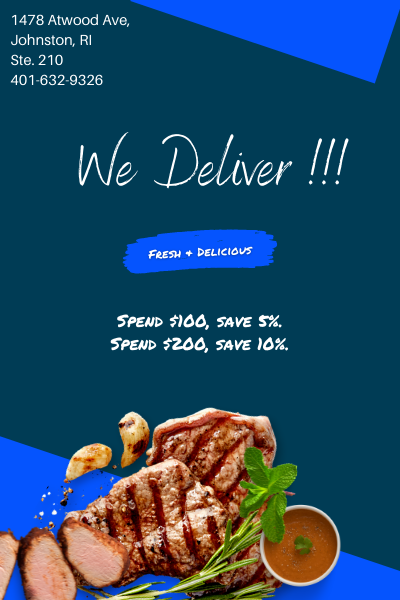 1478 Atwood Ave,
Johnston, RI
Ste. 210
401-632-9326
We Deliver !!!
Fresh & Delicious
Spend $100, save 5%.
Spend $200, save 10%.